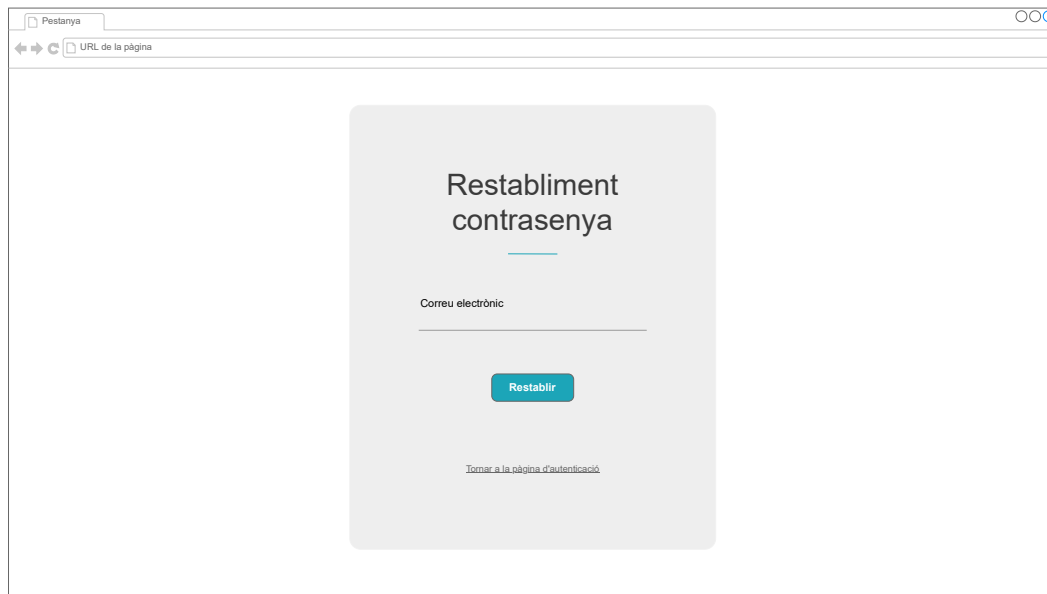 Pestanya
URL de la pàgina
Restabliment
contrasenya
Correu electrònic
Restablir
Tornar a la pàgina d'autenticació